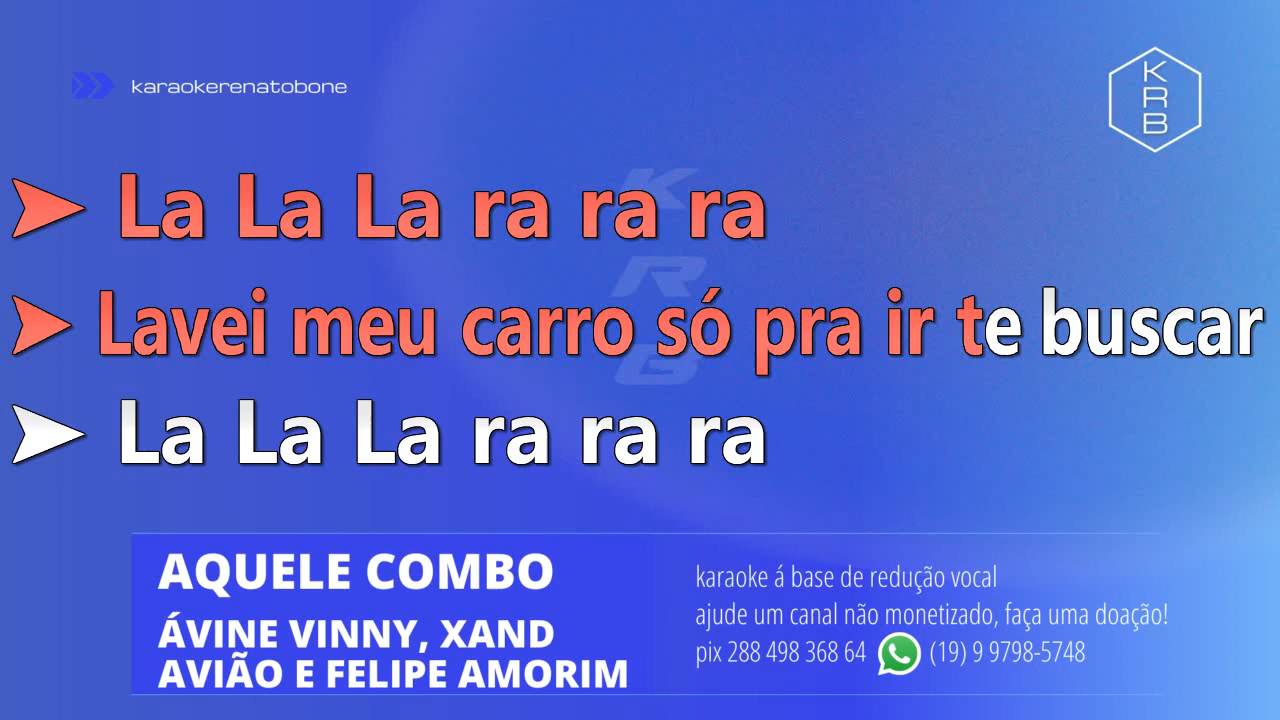 karaokerenatobone
K
R
B
➤ La La La ra ra ra
➤ Lavei meu carro só pra ir te buscar
➤ La La La ra ra ra
K
R
B
AQUELE COMBO
ÁVINE VINNY, XAND
AVIÃO E FELIPE AMORIM
karaoke á base de redução vocal
ajude um canal não monetizado, faça uma doação!
pix 288 498 368 64 (19) 9 9798-5748